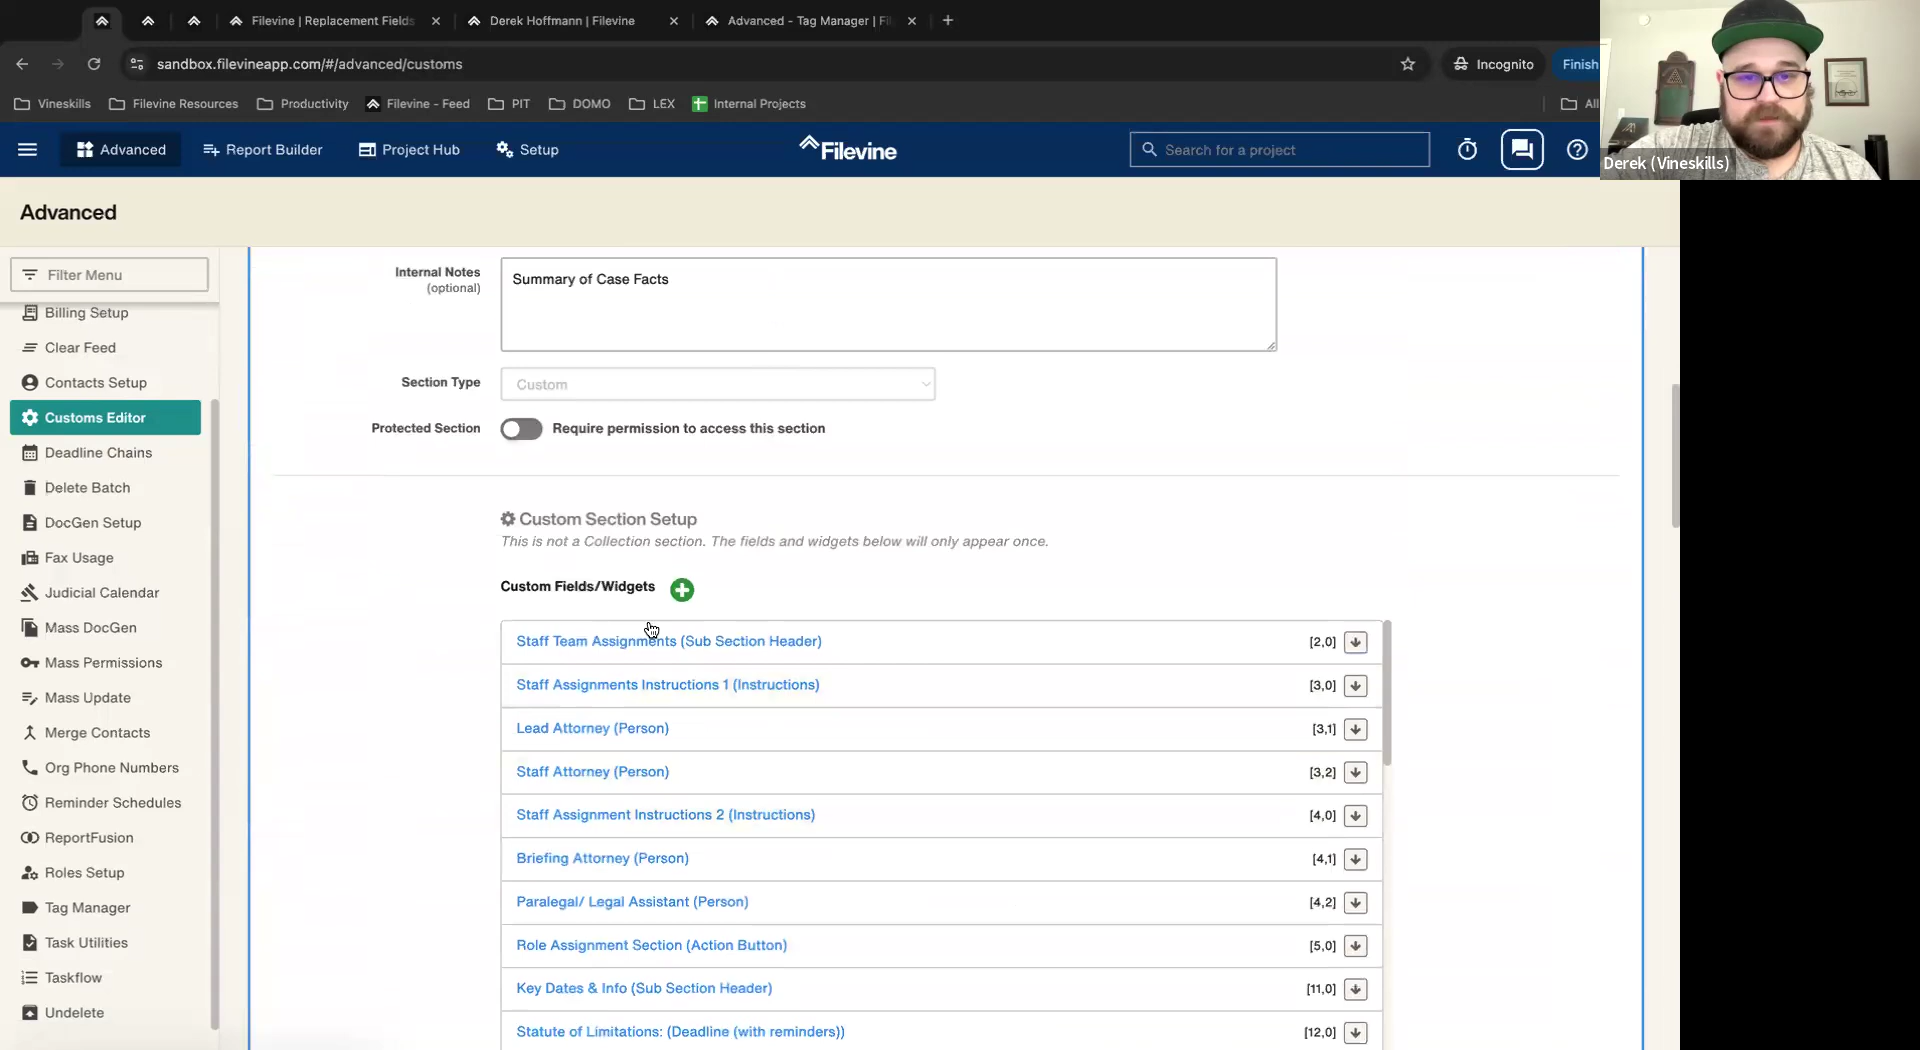 Filevine | Replacement Fields
Derek Hoffmann | Filevine
Advanced - Tag Manager | Fil
sandbox.filevineapp.com/#/advanced/customs
Incognito
Finish
Vineskills
Filevine Resources
Productivity
Filevine - Feed
PIT
DOMO
LEX
Internal Projects
All
Advanced
Report Builder
Project Hub
Setup
Filevine
Search for a project
Derek (Vineskills)
Advanced
Filter Menu
Billing Setup
Clear Feed
Contacts Setup
Customs Editor
Deadline Chains
Delete Batch
DocGen Setup
Fax Usage
Judicial Calendar
Mass DocGen
Mass Permissions
Mass Update
Merge Contacts
Org Phone Numbers
Reminder Schedules
ReportFusion
Roles Setup
Tag Manager
Task Utilities
Taskflow
Undelete
Internal Notes
(optional)
Summary of Case Facts
Section Type
Custom
Protected Section
Require permission to access this section
Custom Section Setup
This is not a Collection section. The fields and widgets below will only appear once.
Custom Fields/Widgets
Staff Team Assignments (Sub Section Header) [2,0]
Staff Assignments Instructions 1 (Instructions) [3,0]
Lead Attorney (Person) [3,1]
Staff Attorney (Person) [3,2]
Staff Assignment Instructions 2 (Instructions) [4,0]
Briefing Attorney (Person) [4,1]
Paralegal/ Legal Assistant (Person) [4,2]
Role Assignment Section (Action Button) [5,0]
Key Dates & Info (Sub Section Header) [11,0]
Statute of Limitations: (Deadline (with reminders)) [12,0]